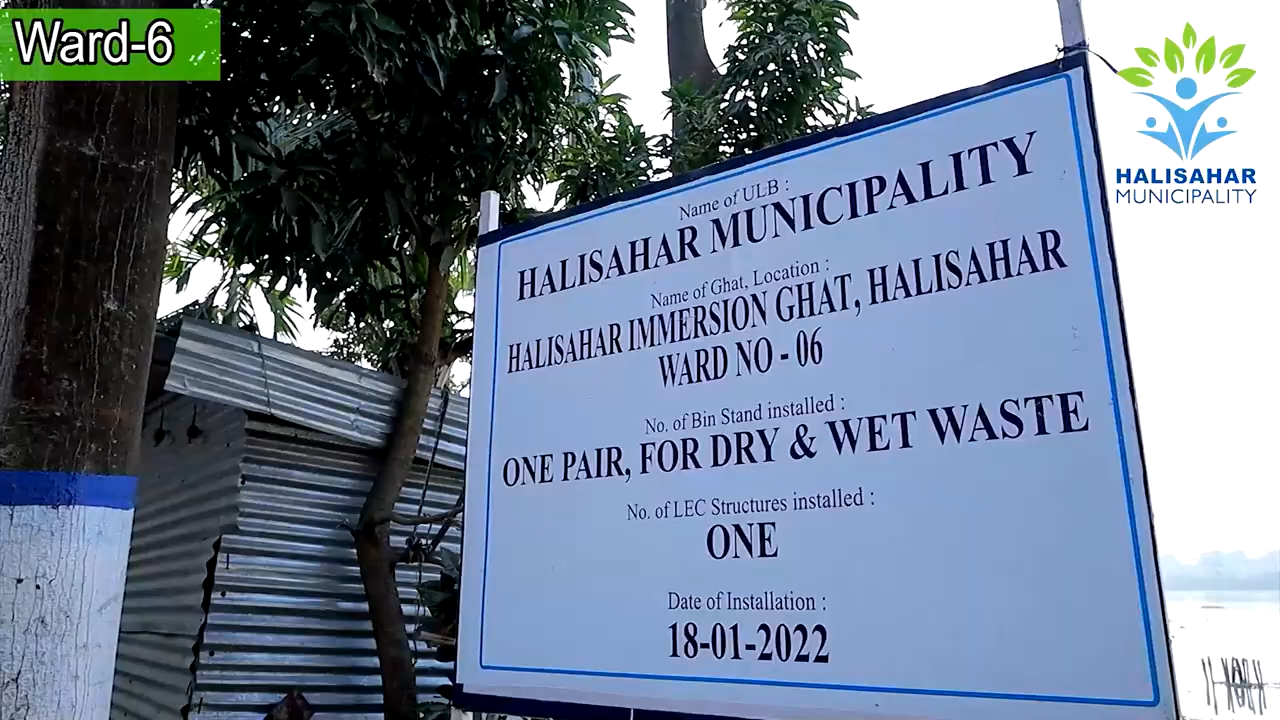 Ward-6
HALISAHAR
MUNICIPALITY
Name of ULB :
HALISAHAR MUNICIPALITY
Name of Ghat, Location :
HALISAHAR IMMERSION GHAT, HALISAHAR
WARD NO - 06
No. of Bin Stand installed :
ONE PAIR, FOR DRY & WET WASTE
No. of LEC Structures installed :
ONE
Date of Installation :
18-01-2022